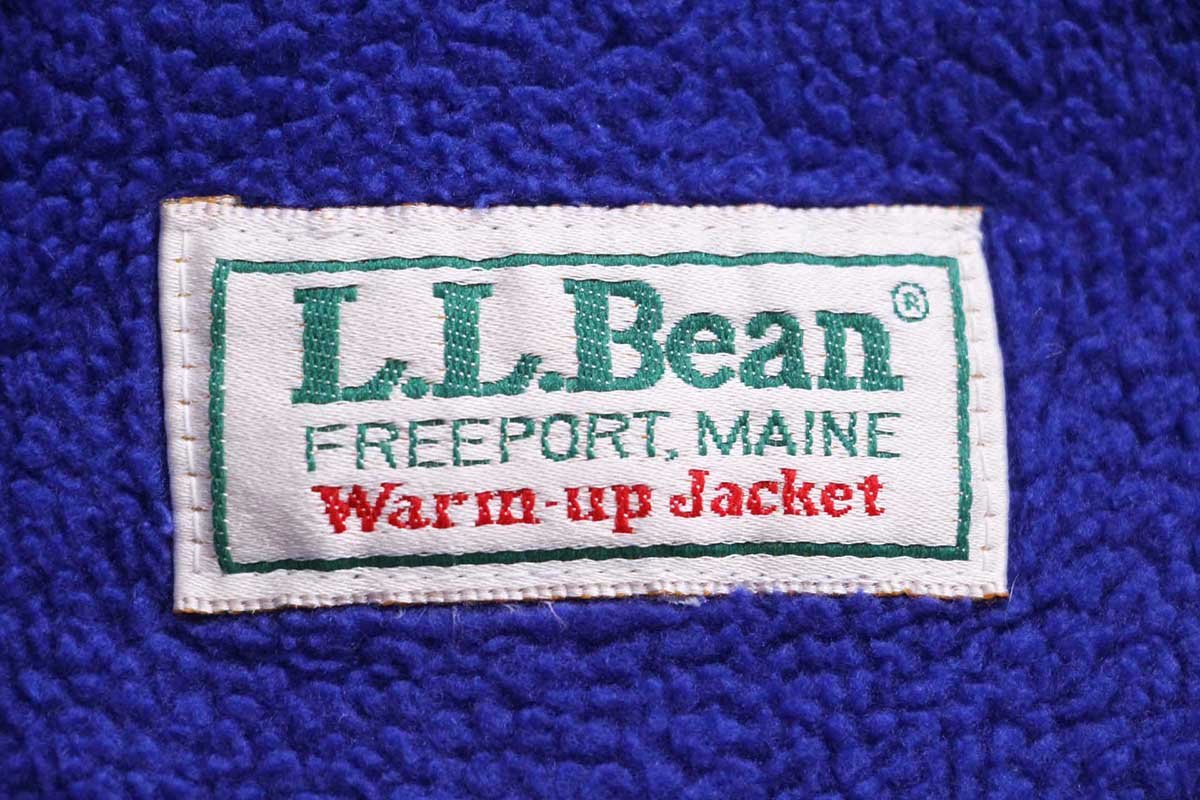 L.L.Bean®
FREEPORT, MAINE
Warm-up Jacket